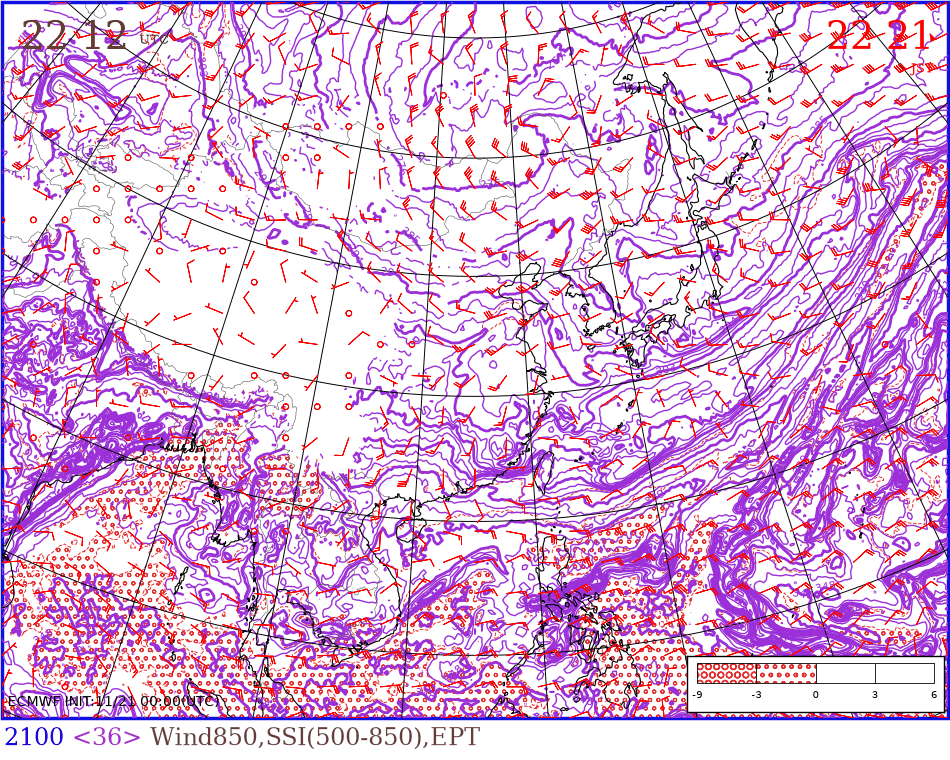 22 12 UTC
22 21 JST
ECMWF INIT:11/21 00:00(UTC)
-9 -3 0 3 6
2100 <36> Wind850,SSI(500-850),EPT